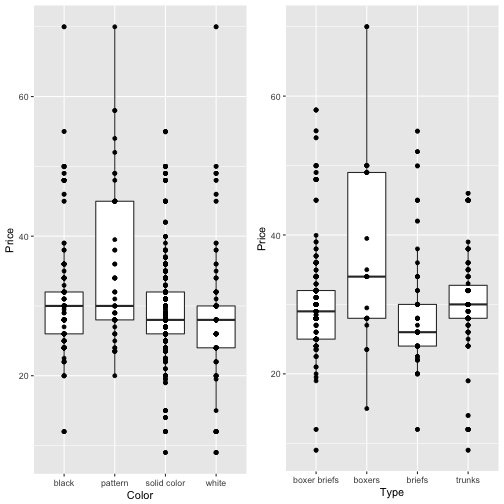 60
40
20
Price
black pattern solid color white
Color
60
40
20
Price
boxer briefs boxers briefs trunks
Type